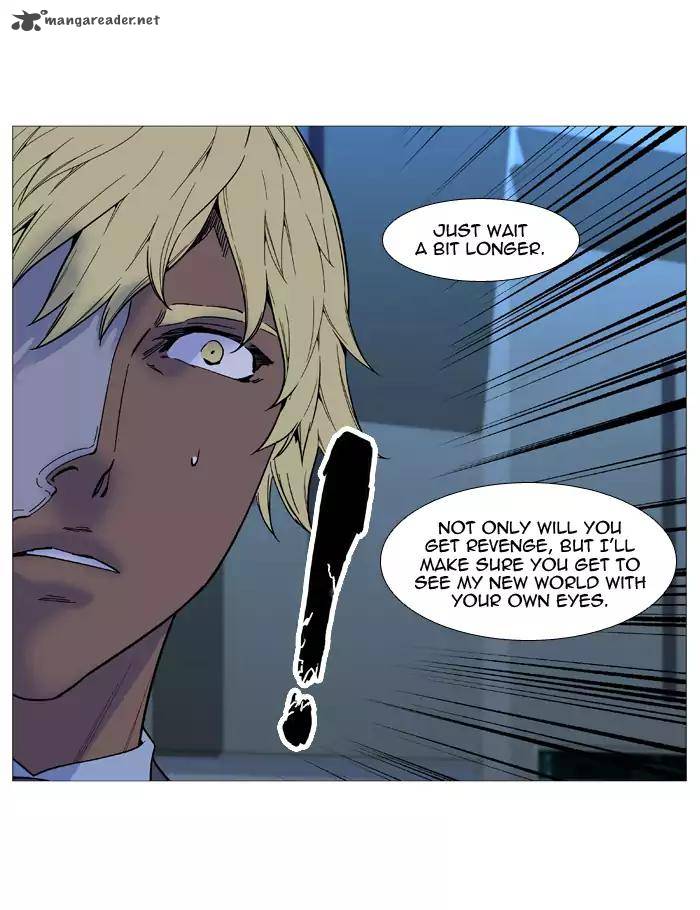 mangareader.net
JUST WAIT
A BIT LONGER.
!
NOT ONLY WILL YOU
GET REVENGE, BUT I'LL
MAKE SURE YOU GET TO
SEE MY NEW WORLD WITH
YOUR OWN EYES.